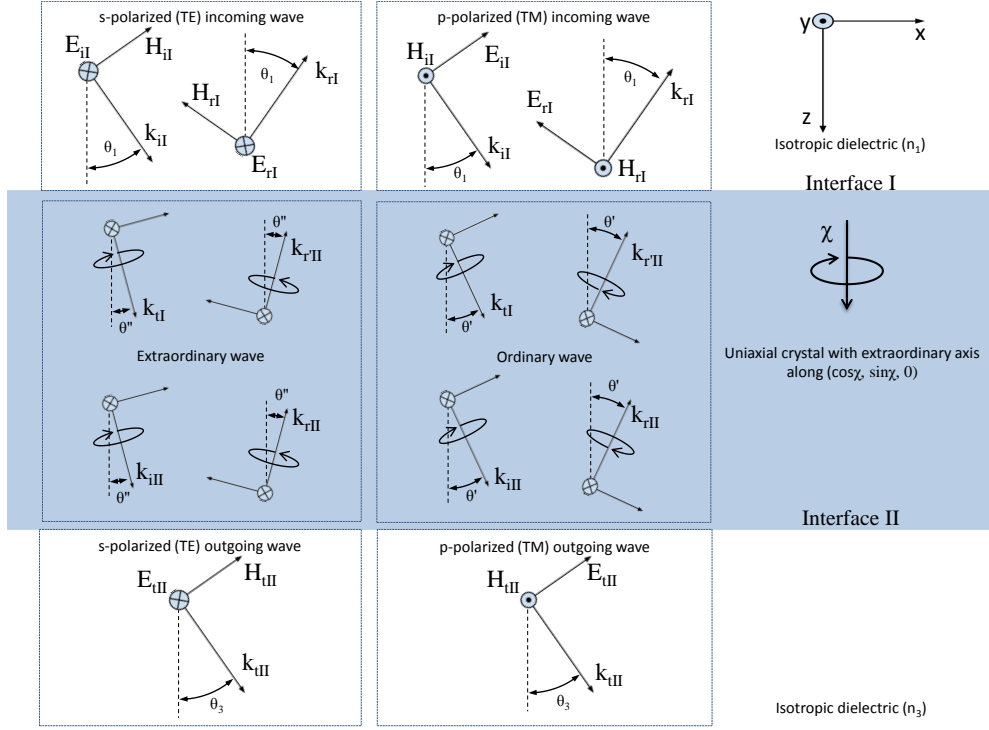 s-polarized (TE) incoming wave
E_iI
H_iI
θ_1
k_iI
H_rI
θ_1
k_rI
E_rI
p-polarized (TM) incoming wave
H_iI
E_iI
θ_1
k_iI
E_rI
θ_1
k_rI
H_rI
y
x
z
Isotropic dielectric (n_1)
Interface I
θ"
k_tI
θ"
k_r'II
Extraordinary wave
θ"
k_iII
θ"
k_rII
θ'
k_tI
θ'
k_r'II
Ordinary wave
θ'
k_iII
θ'
k_rII
χ
Uniaxial crystal with extraordinary axis
along (cosχ, sinχ, 0)
Interface II
s-polarized (TE) outgoing wave
E_tII
H_tII
k_tII
θ_3
p-polarized (TM) outgoing wave
H_tII
E_tII
k_tII
θ_3
Isotropic dielectric (n_3)